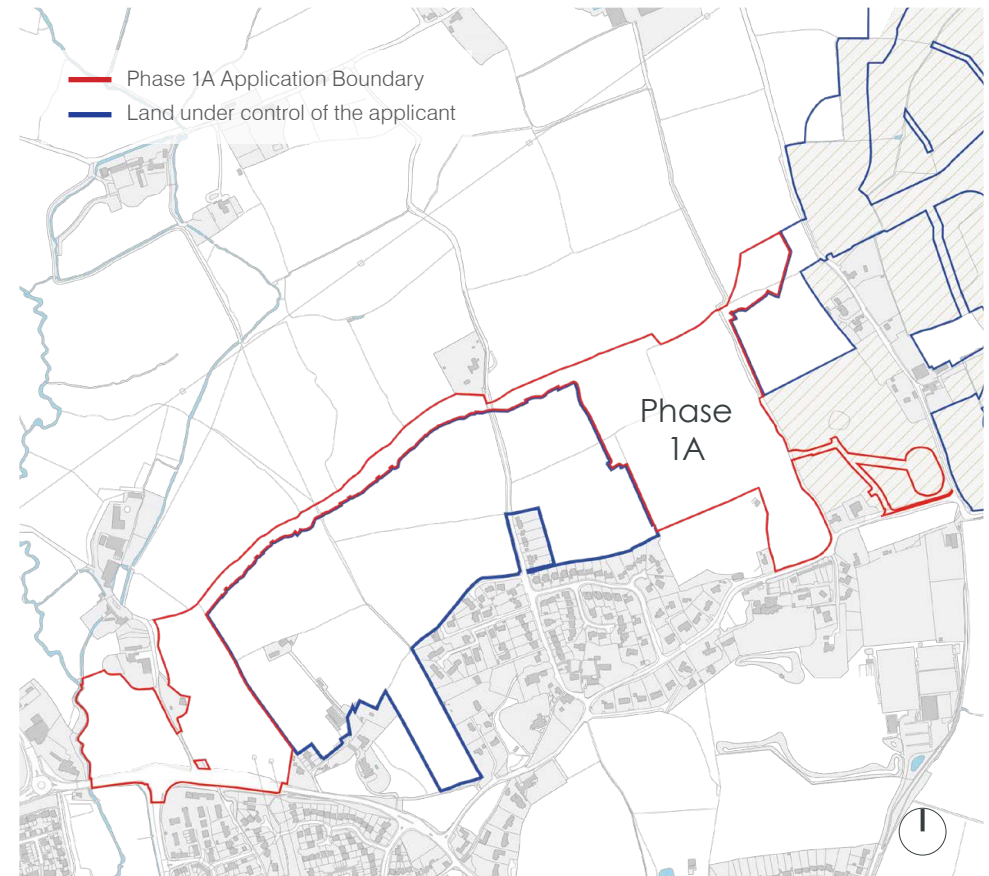 Phase 1A Application Boundary
Land under control of the applicant
Phase
1A